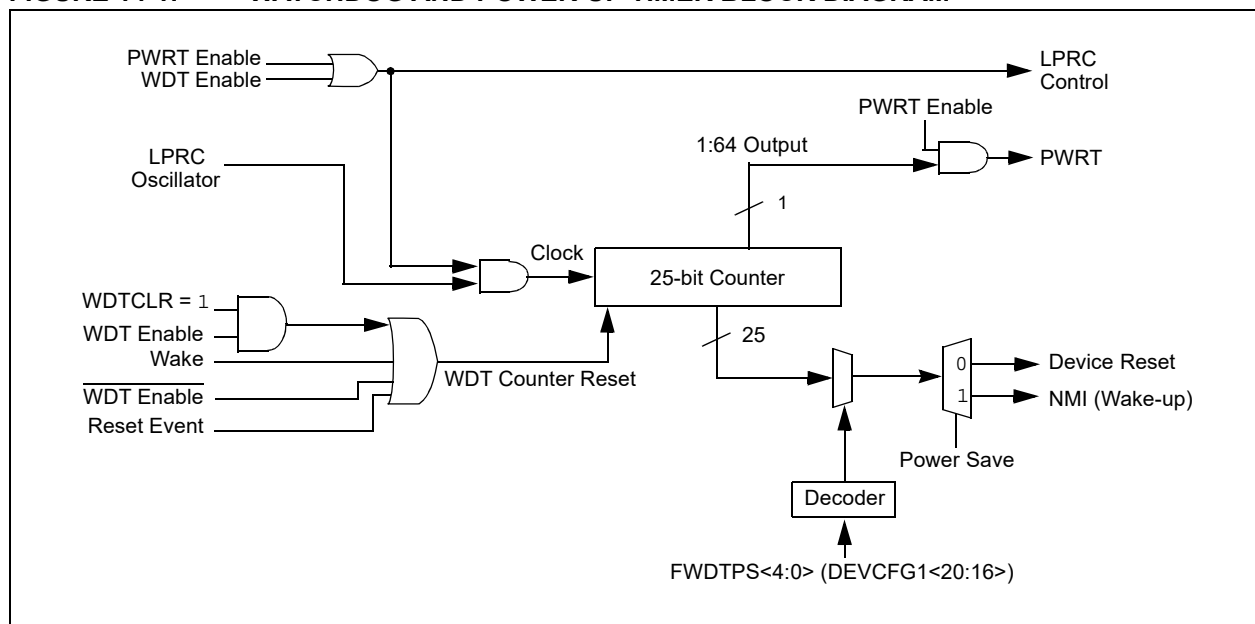 PWRT Enable
WDT Enable
LPRC
Control
PWRT Enable
1:64 Output
PWRT
LPRC
Oscillator
1
Clock
25-bit Counter
WDTCLR = 1
WDT Enable
Wake
WDT Enable
Reset Event
WDT Counter Reset
25
0
1
Device Reset
NMI (Wake-up)
Power Save
Decoder
FWDTPS<4:0> (DEVCFG1<20:16>)